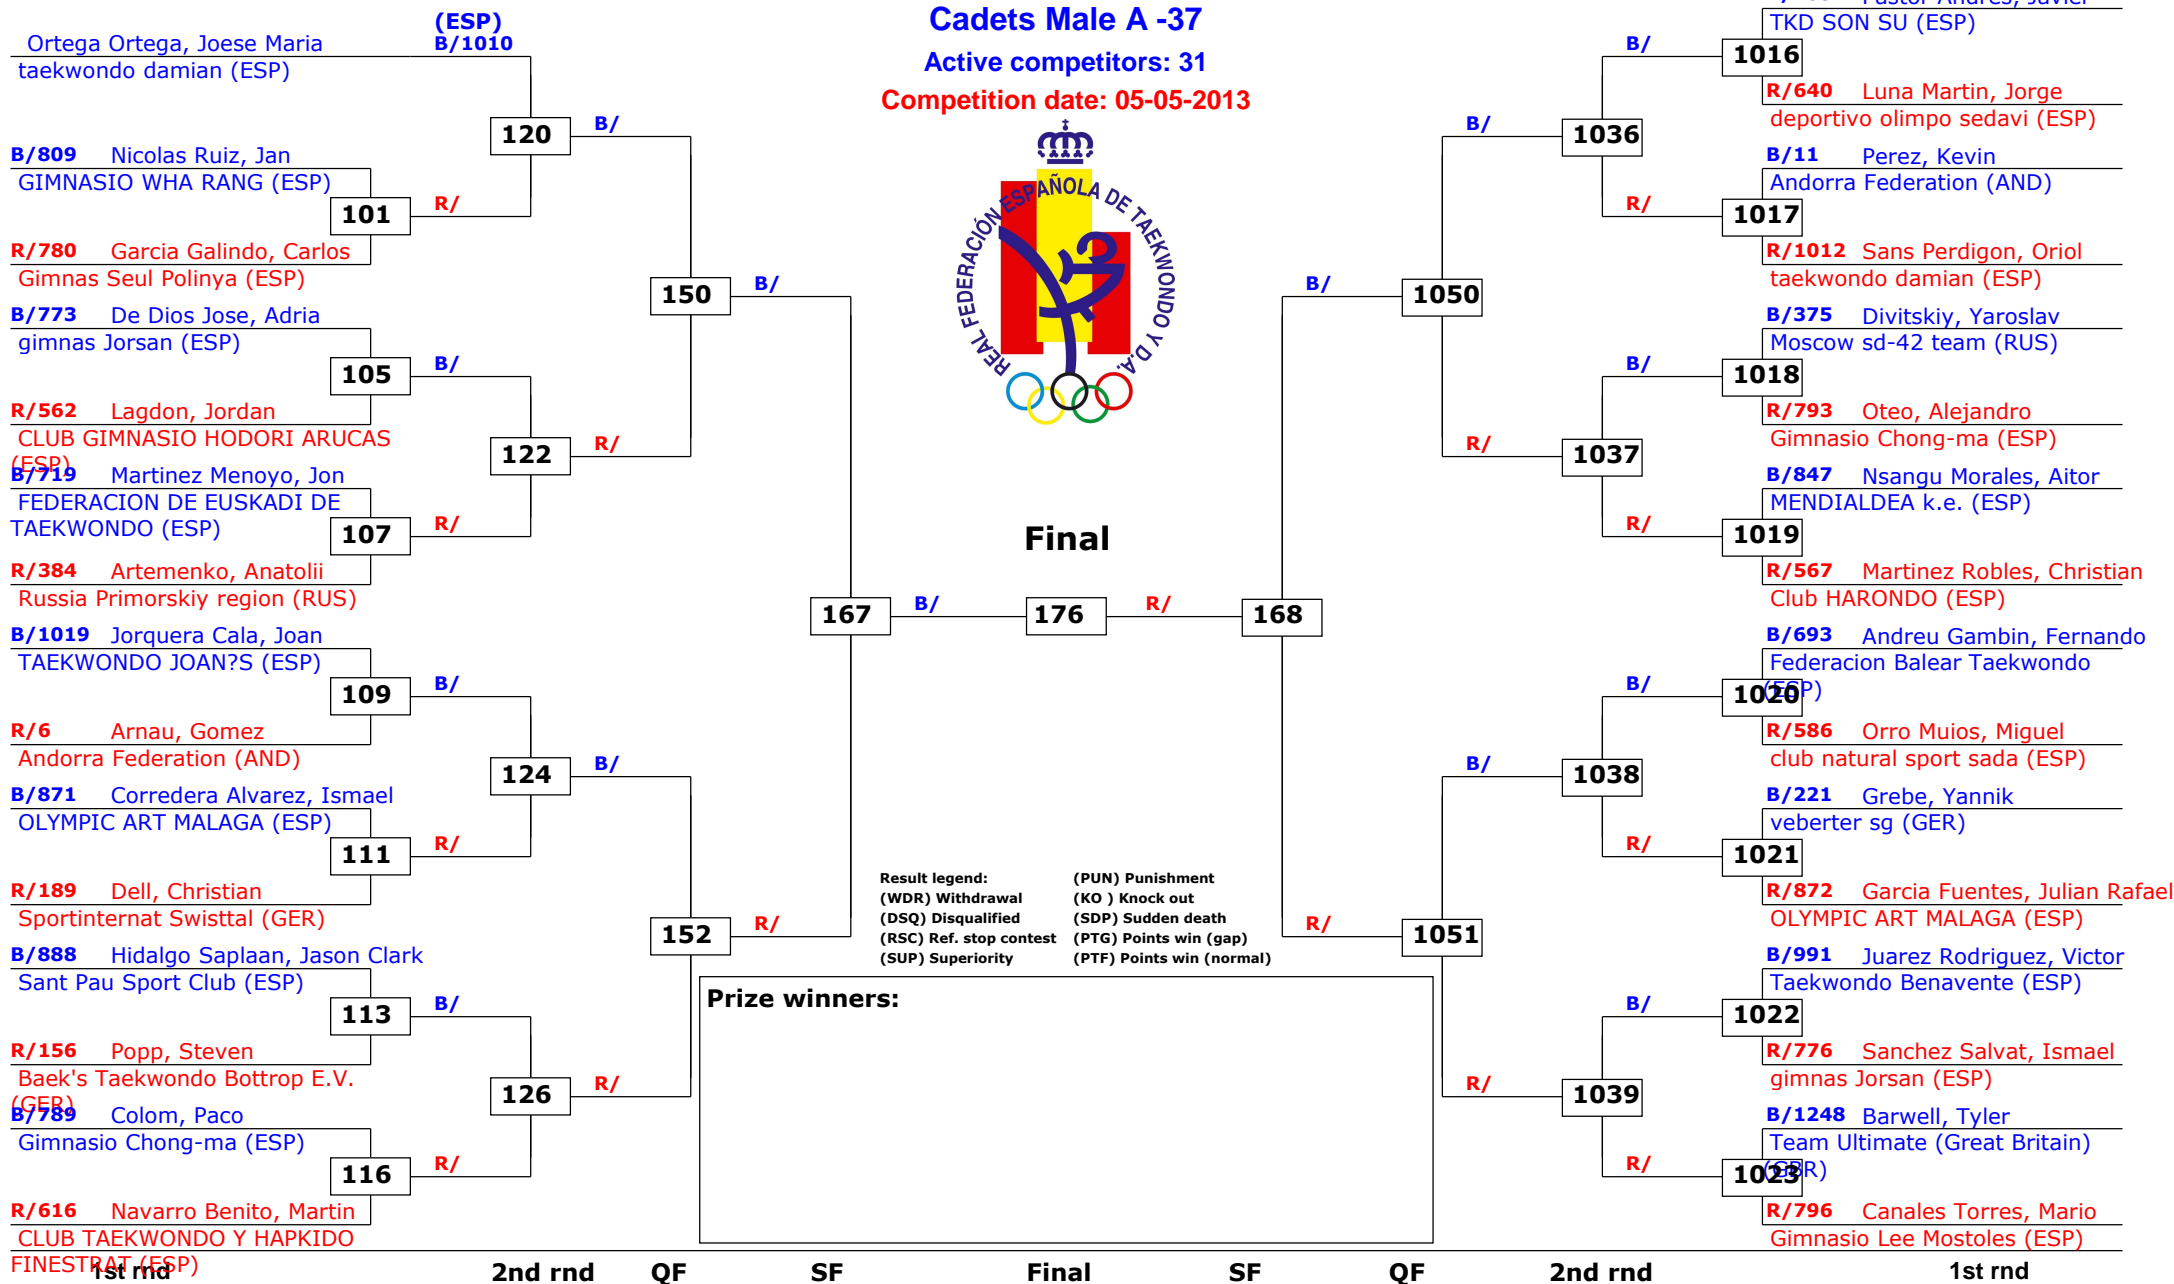 Cadets Male A -37
Active competitors: 31
Competition date: 05-05-2013
REAL FEDERACIÓN ESPAÑOLA DE TAEKWONDO Y D.A.
(ESP)
Ortega Ortega, Joese Maria
B/1010
taekwondo damian (ESP)
120
B/
B/809 Nicolas Ruiz, Jan
GIMNASIO WHA RANG (ESP)
101
R/
R/780 Garcia Galindo, Carlos
Gimnas Seul Polinya (ESP)
150
B/
B/773 De Dios Jose, Adria
gimnas Jorsan (ESP)
105
B/
R/562 Lagdon, Jordan
CLUB GIMNASIO HODORI ARUCAS
(ESP)
122
R/
B/719 Martinez Menoyo, Jon
FEDERACION DE EUSKADI DE
TAEKWONDO (ESP)
107
R/
R/384 Artemenko, Anatolii
Russia Primorskiy region (RUS)
167
B/
B/1019 Jorquera Cala, Joan
TAEKWONDO JOAN?S (ESP)
109
B/
R/6 Arnau, Gomez
Andorra Federation (AND)
124
B/
B/871 Corredera Alvarez, Ismael
OLYMPIC ART MALAGA (ESP)
111
R/
R/189 Dell, Christian
Sportinternat Swisttal (GER)
152
R/
B/888 Hidalgo Saplaan, Jason Clark
Sant Pau Sport Club (ESP)
113
B/
R/156 Popp, Steven
Baek's Taekwondo Bottrop E.V.
(GER)
126
R/
B/789 Colom, Paco
Gimnasio Chong-ma (ESP)
116
R/
R/616 Navarro Benito, Martin
CLUB TAEKWONDO Y HAPKIDO
FINESTRAT (ESP)
Final
176
R/
168
Result legend:
(WDR) Withdrawal
(DSQ) Disqualified
(RSC) Ref. stop contest
(SUP) Superiority
(PUN) Punishment
(KO ) Knock out
(SDP) Sudden death
(PTG) Points win (gap)
(PTF) Points win (normal)
Prize winners:
Pastor Andres, Javier
TKD SON SU (ESP)
B/
1016
R/640 Luna Martin, Jorge
deportivo olimpo sedavi (ESP)
B/
1036
B/11 Perez, Kevin
Andorra Federation (AND)
R/
1017
R/1012 Sans Perdigon, Oriol
taekwondo damian (ESP)
B/
1050
B/375 Divitskiy, Yaroslav
Moscow sd-42 team (RUS)
B/
1018
R/793 Oteo, Alejandro
Gimnasio Chong-ma (ESP)
R/
1037
B/847 Nsangu Morales, Aitor
MENDIALDEA k.e. (ESP)
R/
1019
R/567 Martinez Robles, Christian
Club HARONDO (ESP)
B/693 Andreu Gambin, Fernando
Federacion Balear Taekwondo
(ESP)
B/
1020
R/586 Orro Muios, Miguel
club natural sport sada (ESP)
B/
1038
B/221 Grebe, Yannik
veberter sg (GER)
R/
1021
R/872 Garcia Fuentes, Julian Rafael
OLYMPIC ART MALAGA (ESP)
R/
1051
B/991 Juarez Rodriguez, Victor
Taekwondo Benavente (ESP)
B/
1022
R/776 Sanchez Salvat, Ismael
gimnas Jorsan (ESP)
R/
1039
B/1248 Barwell, Tyler
Team Ultimate (Great Britain)
(GBR)
R/
1023
R/796 Canales Torres, Mario
Gimnasio Lee Mostoles (ESP)
1st rnd 2nd rnd QF SF Final SF QF 2nd rnd 1st rnd